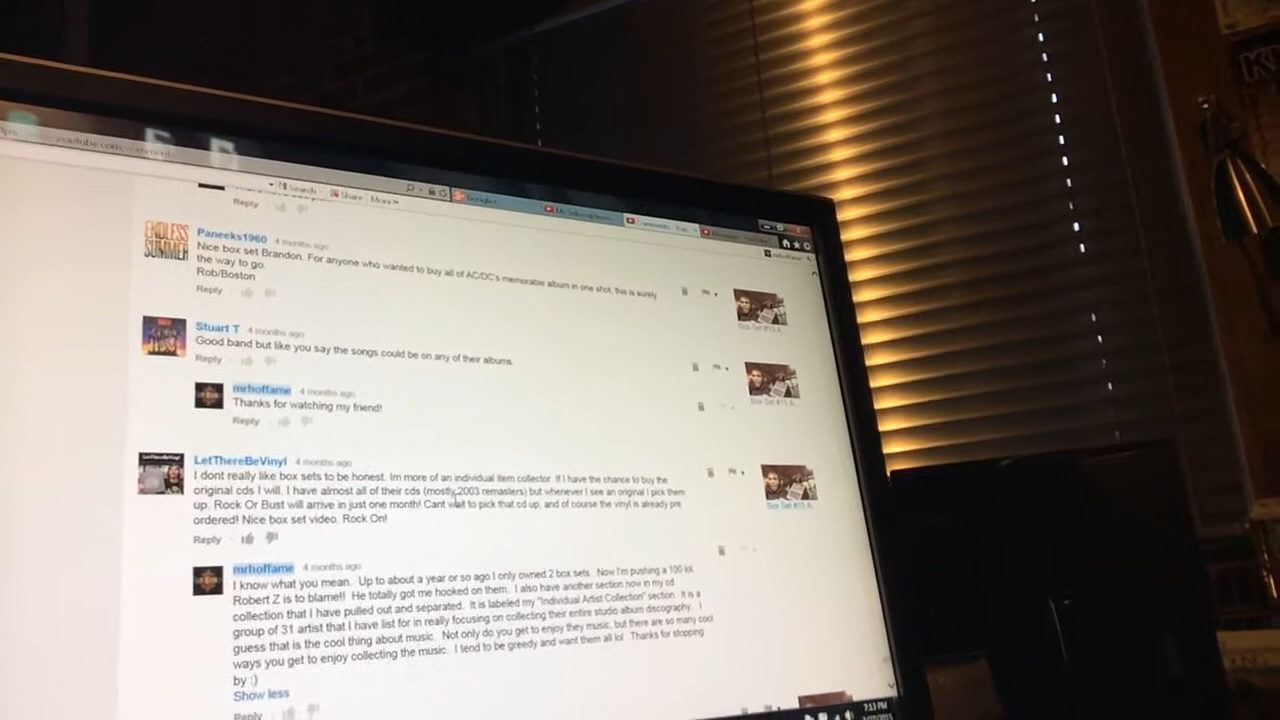 youtube.com/comment
Search Share More »
Google+
My Subscriptions
Reply
ENDLESS SUMMER
Paneeks1960 4 months ago
Nice box set Brandon. For anyone who wanted to buy all of AC/DC's memorable album in one shot, this is surely
the way to go.
Rob/Boston
Reply
Box Set #15 A
Stuart T 4 months ago
Good band but like you say the songs could be on any of their albums.
Reply
Box Set #15 A
mrhoffame 4 months ago
Thanks for watching my friend!
Reply
LetThereBeVinyl
LetThereBeVinyl 4 months ago
I dont really like box sets to be honest. Im more of an individual item collector. If I have the chance to buy the
original cds I will. I have almost all of their cds (mostly 2003 remasters) but whenever I see an original I pick them
up. Rock Or Bust will arrive in just one month! Cant wait to pick that cd up, and of course the vinyl is already pre
ordered! Nice box set video. Rock On!
Reply
Box Set #15 A
mrhoffame 4 months ago
I know what you mean. Up to about a year or so ago I only owned 2 box sets. Now I'm pushing a 100 lol.
Robert Z is to blame!! He totally got me hooked on them. I also have another section now in my cd
collection that I have pulled out and separated. It is labeled my "Individual Artist Collection" section. It is a
group of 31 artist that I have list for in really focusing on collecting their entire studio album discography. I
guess that is the cool thing about music. Not only do you get to enjoy they music, but there are so many cool
ways you get to enjoy collecting the music. I tend to be greedy and want them all lol. Thanks for stopping
by :)
Show less
Reply
7:13 PM